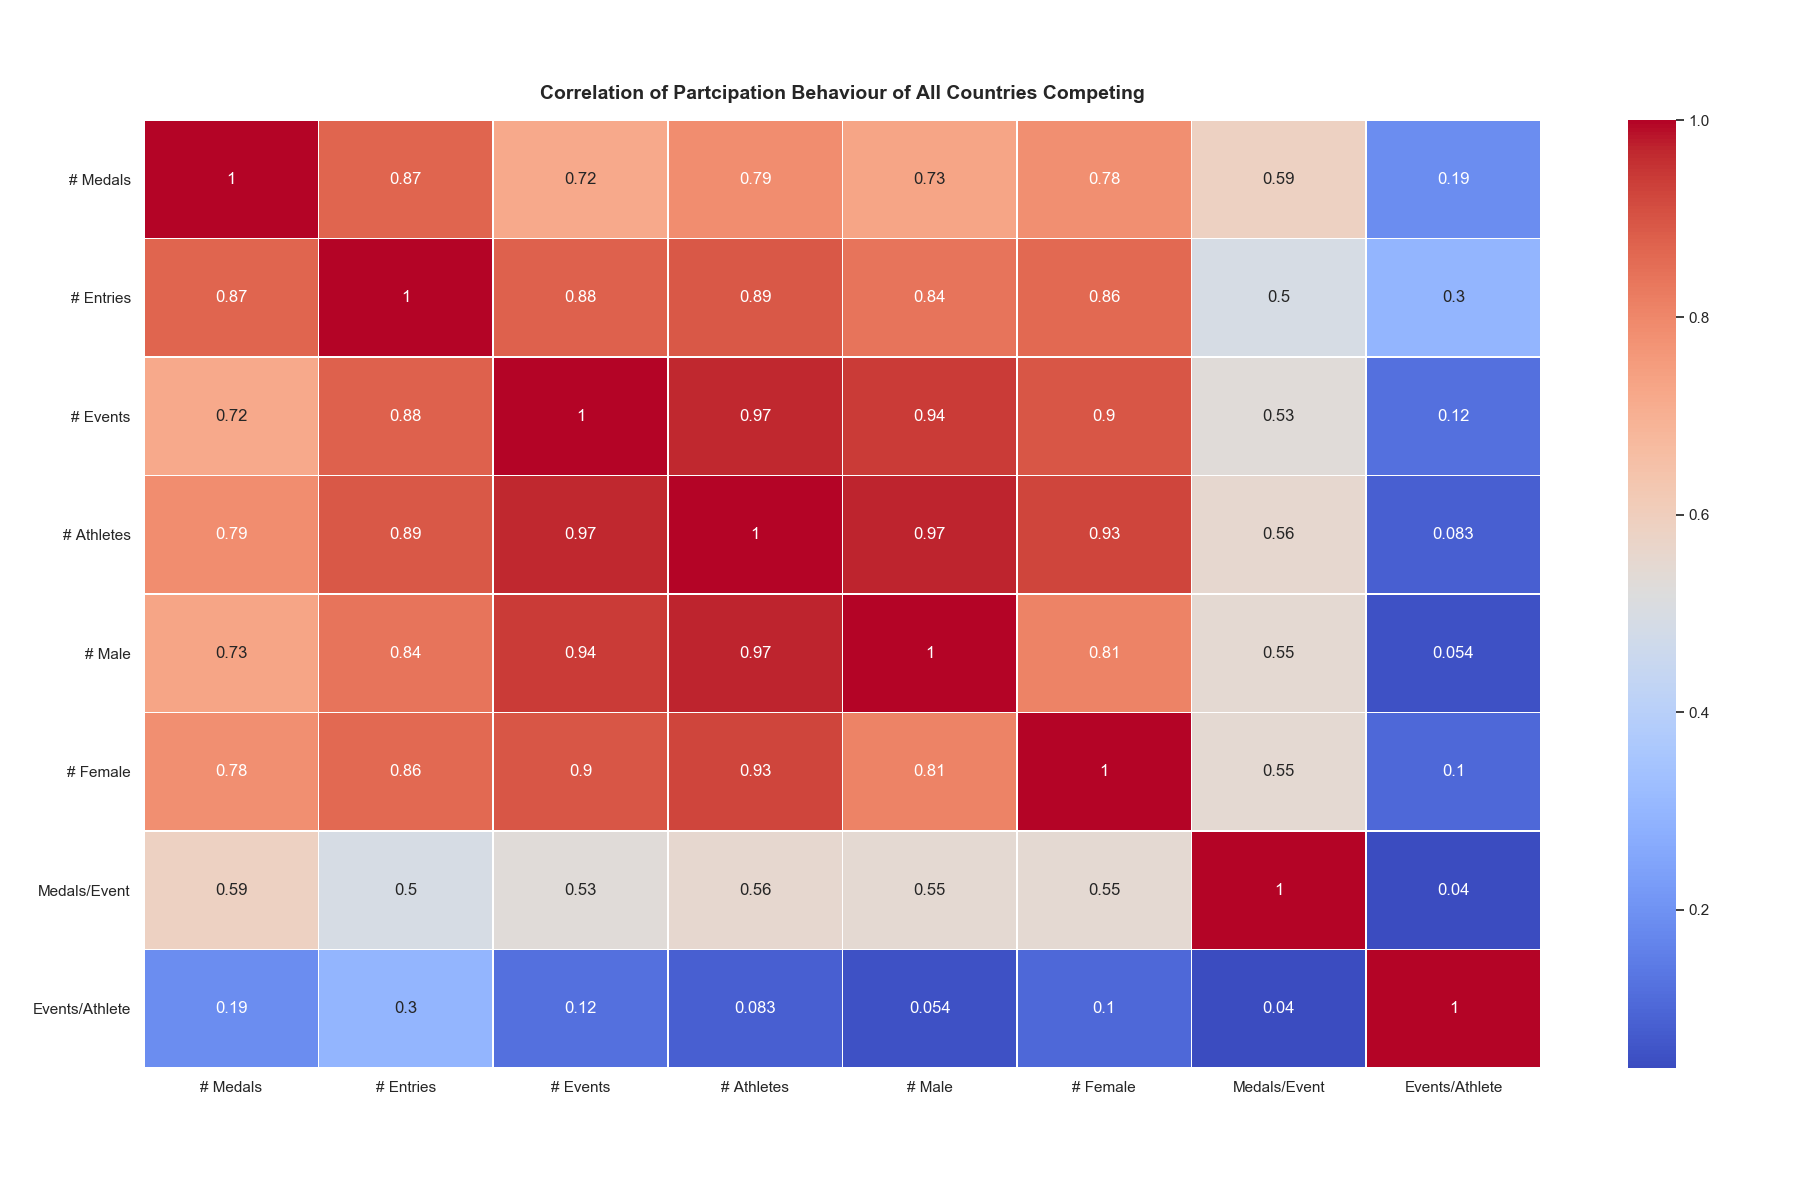 Correlation of Partcipation Behaviour of All Countries Competing
# Medals 1 0.87 0.72 0.79 0.73 0.78 0.59 0.19
# Entries 0.87 1 0.88 0.89 0.84 0.86 0.5 0.3
# Events 0.72 0.88 1 0.97 0.94 0.9 0.53 0.12
# Athletes 0.79 0.89 0.97 1 0.97 0.93 0.56 0.083
# Male 0.73 0.84 0.94 0.97 1 0.81 0.55 0.054
# Female 0.78 0.86 0.9 0.93 0.81 1 0.55 0.1
Medals/Event 0.59 0.5 0.53 0.56 0.55 0.55 1 0.04
Events/Athlete 0.19 0.3 0.12 0.083 0.054 0.1 0.04 1
# Medals # Entries # Events # Athletes # Male # Female Medals/Event Events/Athlete
1.0
0.8
0.6
0.4
0.2